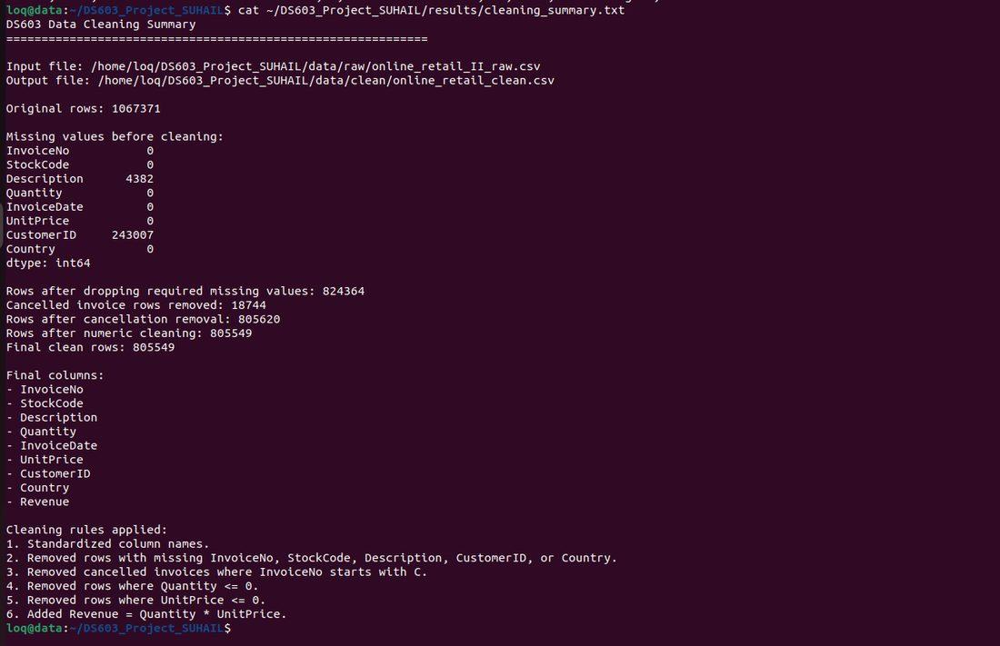 loq@data:~/DS603_Project_SUHAIL$ cat ~/DS603_Project_SUHAIL/results/cleaning_summary.txt
DS603 Data Cleaning Summary
============================================================
Input file: /home/loq/DS603_Project_SUHAIL/data/raw/online_retail_II_raw.csv
Output file: /home/loq/DS603_Project_SUHAIL/data/clean/online_retail_clean.csv
Original rows: 1067371
Missing values before cleaning:
InvoiceNo           0
StockCode           0
Description      4382
Quantity            0
InvoiceDate         0
UnitPrice           0
CustomerID     243007
Country             0
dtype: int64
Rows after dropping required missing values: 824364
Cancelled invoice rows removed: 18744
Rows after cancellation removal: 805620
Rows after numeric cleaning: 805549
Final clean rows: 805549
Final columns:
- InvoiceNo
- StockCode
- Description
- Quantity
- InvoiceDate
- UnitPrice
- CustomerID
- Country
- Revenue
Cleaning rules applied:
1. Standardized column names.
2. Removed rows with missing InvoiceNo, StockCode, Description, CustomerID, or Country.
3. Removed cancelled invoices where InvoiceNo starts with C.
4. Removed rows where Quantity <= 0.
5. Removed rows where UnitPrice <= 0.
6. Added Revenue = Quantity * UnitPrice.
loq@data:~/DS603_Project_SUHAIL$